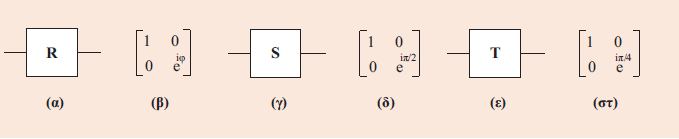 R [1 0 0 e^iφ] S [1 0 0 e^iπ/2] T [1 0 0 e^iπ/4]
(α) (β) (γ) (δ) (ε) (στ)